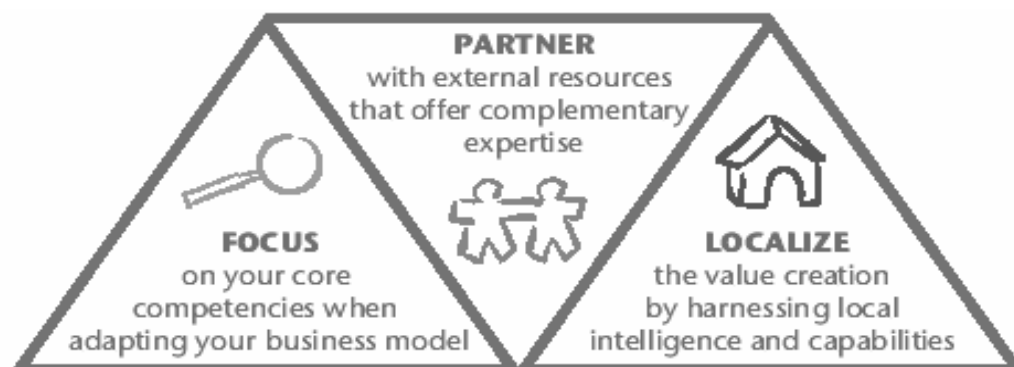 FOCUS
on your core
competencies when
adapting your business model
PARTNER
with external resources
that offer complementary
expertise
LOCALIZE
the value creation
by harnessing local
intelligence and capabilities